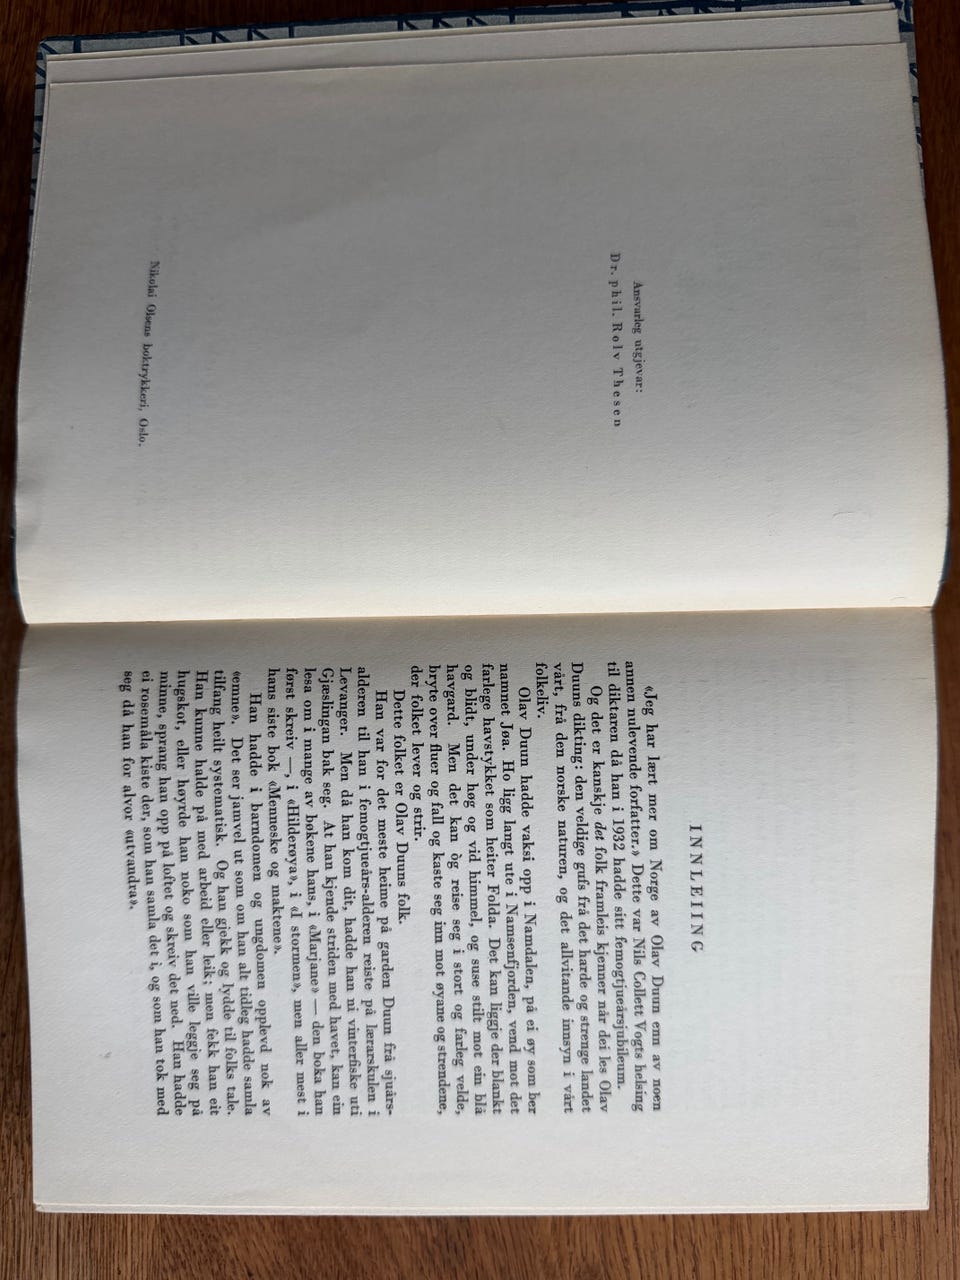 Ansvarleg utgjevar:
Dr. phil. Rolv Thesen
Nikolai Olsens boktrykkeri, Oslo.
INNLEIING
«Jeg har lært mer om Norge av Olav Duun enn av noen
annen nulevende forfatter.» Dette var Nils Collett Vogts helsing
til diktaren då han i 1932 hadde sitt femogtjueårsjubileum.
Og det er kanskje det folk framleis kjenner når dei les Olav
Duuns dikting: den veldige gufs frå det harde og strenge landet
vårt, frå den norske naturen, og det allvitande innsyn i vårt
folkeliv.
Olav Duun hadde vaksi opp i Namdalen, på ei øy som ber
namnet Jøa. Ho ligg langt ute i Namsenfjorden, vend mot det
farlege havstykket som heiter Folda. Det kan liggje der blankt
og blidt, under høg og vid himmel, og suse stilt mot ein blå
havgard. Men det kan òg reise seg i stort og farleg velde,
bryte over fluer og fall og kaste seg inn mot øyane og strendene,
der folket lever og strir.
Dette folket er Olav Duuns folk.
Han var for det meste heime på garden Duun frå sjuårs-
alderen til han i femogtjueårs-alderen reiste på lærarskulen i
Levanger. Men då han kom dit, hadde han ni vinterfiske uti
Gjæslingan bak seg. At han kjende striden med havet, kan ein
lesa om i mange av bøkene hans, i «Marjane» — den boka han
først skreiv —, i «Hilderøya», i «I stormen», men aller mest i
hans siste bok «Menneske og maktene».
Han hadde i barndomen og ungdomen opplevd nok av
«emne». Det ser jamvel ut som om han alt tidleg hadde samla
tilfang heilt systematisk. Og han gjekk og lydde til folks tale.
Han kunne halde på med arbeid eller leik; men fekk han eit
hugskot, eller høyrde han noko som han ville leggje seg på
minne, sprang han opp på loftet og skreiv det ned. Han hadde
ei rosemåla kiste der, som han samla det i, og som han tok med
seg då han for alvor «utvandra».